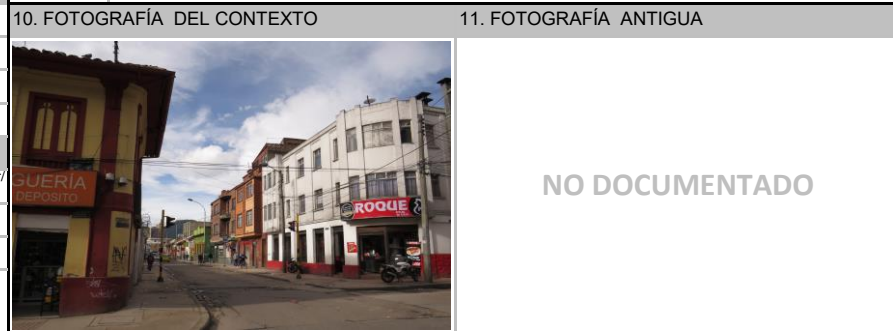 10. FOTOGRAFÍA DEL CONTEXTO
11. FOTOGRAFÍA ANTIGUA
GUERÍA
DEPOSITO
ROQUE
NO DOCUMENTADO